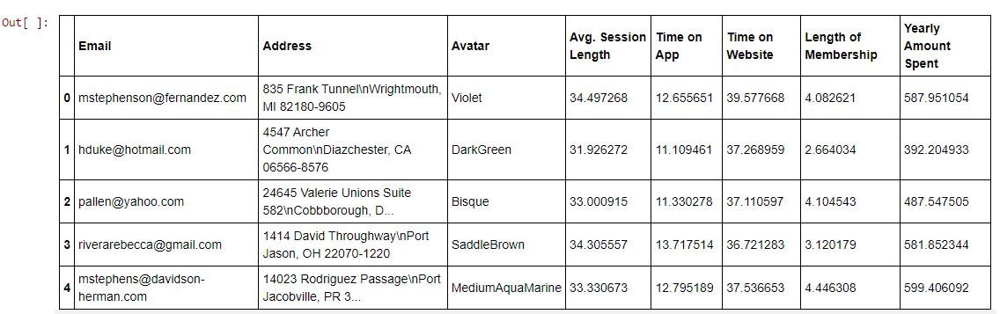 Out[ ]:
Email Address Avatar Avg. Session Length Time on App Time on Website Length of Membership Yearly Amount Spent
0 mstephenson@fernandez.com 835 Frank Tunnel\nWrightmouth, MI 82180-9605 Violet 34.497268 12.655651 39.577668 4.082621 587.951054
1 hduke@hotmail.com 4547 Archer Common\nDiazchester, CA 06566-8576 DarkGreen 31.926272 11.109461 37.268959 2.664034 392.204933
2 pallen@yahoo.com 24645 Valerie Unions Suite 582\nCobbborough, D... Bisque 33.000915 11.330278 37.110597 4.104543 487.547505
3 riverarebecca@gmail.com 1414 David Throughway\nPort Jason, OH 22070-1220 SaddleBrown 34.305557 13.717514 36.721283 3.120179 581.852344
4 mstephens@davidson-herman.com 14023 Rodriguez Passage\nPort Jacobville, PR 3... MediumAquaMarine 33.330673 12.795189 37.536653 4.446308 599.406092